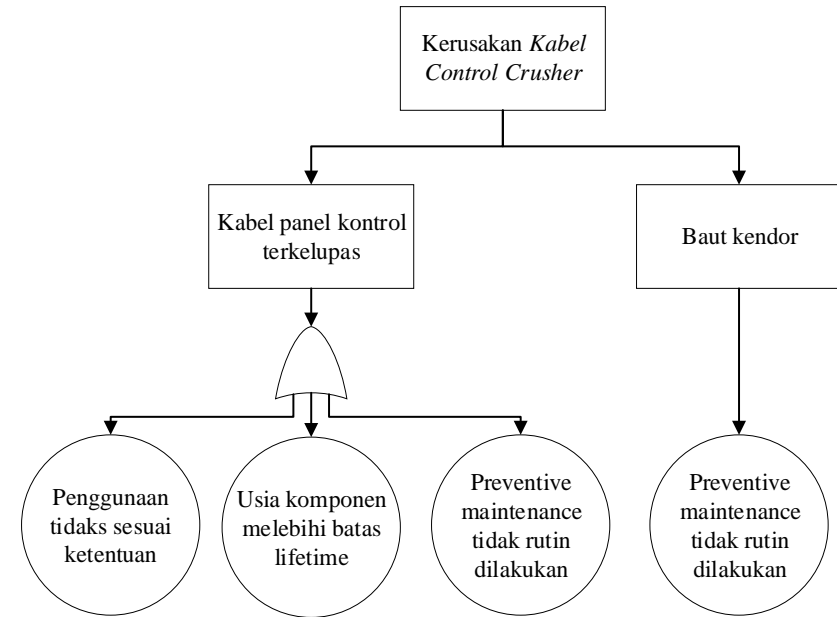 Kerusakan Kabel
Control Crusher
Kabel panel kontrol
terkelupas
Baut kendor
Penggunaan
tidaks sesuai
ketentuan
Usia komponen
melebihi batas
lifetime
Preventive
maintenance
tidak rutin
dilakukan
Preventive
maintenance
tidak rutin
dilakukan